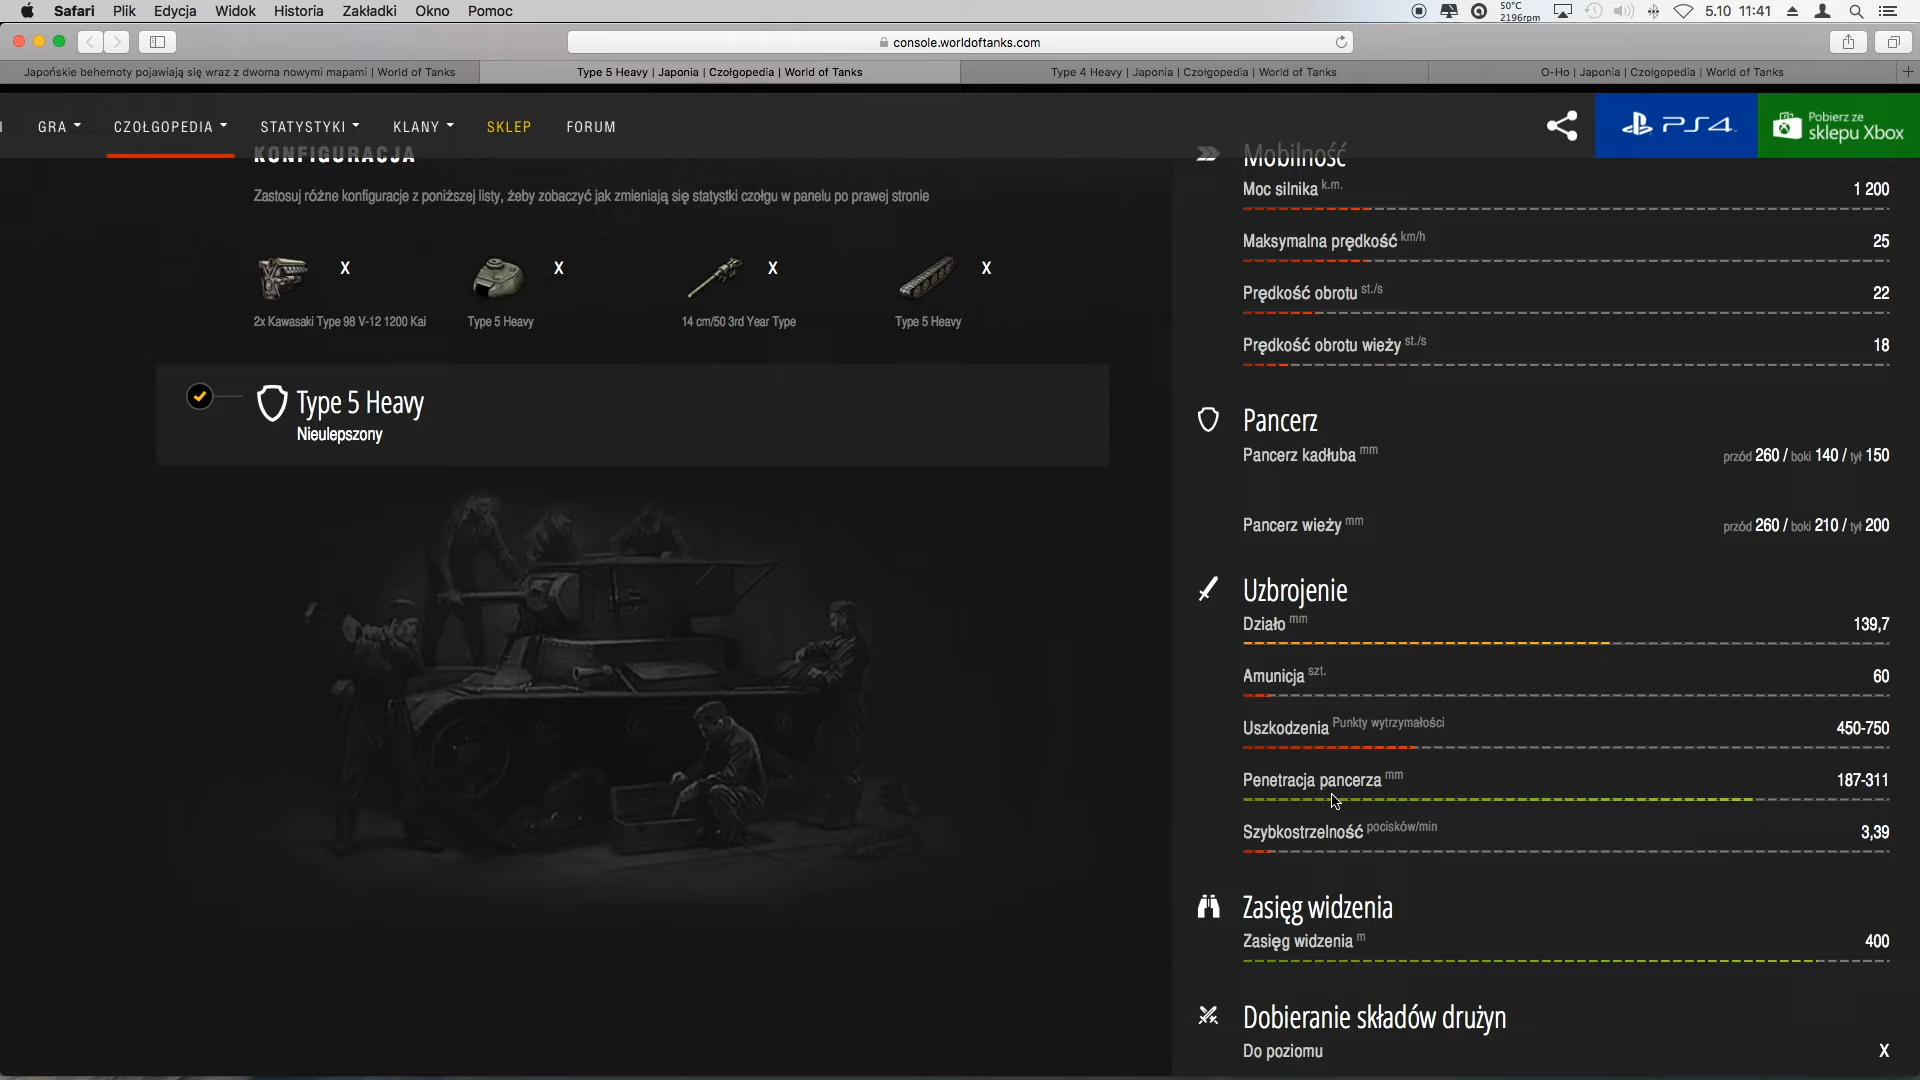 Safari Plik Edycja Widok Historia Zakładki Okno Pomoc
50°C
2196rpm
5.10 11:41
console.worldoftanks.com
Japońskie behemoty pojawiają się wraz z dwoma nowymi mapami | World of Tanks
Type 5 Heavy | Japonia | Czołgopedia | World of Tanks
Type 4 Heavy | Japonia | Czołgopedia | World of Tanks
O-Ho | Japonia | Czołgopedia | World of Tanks
I GRA CZOŁGOPEDIA STATYSTYKI KLANY SKLEP FORUM
PS4
Pobierz ze
sklepu Xbox
KONFIGURACJA
Zastosuj różne konfiguracje z poniższej listy, żeby zobaczyć jak zmieniają się statystki czołgu w panelu po prawej stronie
X X X X
2x Kawasaki Type 98 V-12 1200 Kai
Type 5 Heavy
14 cm/50 3rd Year Type
Type 5 Heavy
Type 5 Heavy
Nieulepszony
Mobilność
Moc silnika k.m. 1 200
Maksymalna prędkość km/h 25
Prędkość obrotu st./s 22
Prędkość obrotu wieży st./s 18
Pancerz
Pancerz kadłuba mm przód 260 / boki 140 / tył 150
Pancerz wieży mm przód 260 / boki 210 / tył 200
Uzbrojenie
Działo mm 139,7
Amunicja szt. 60
Uszkodzenia Punkty wytrzymałości 450-750
Penetracja pancerza mm 187-311
Szybkostrzelność pocisków/min 3,39
Zasięg widzenia
Zasięg widzenia m 400
Dobieranie składów drużyn
Do poziomu X